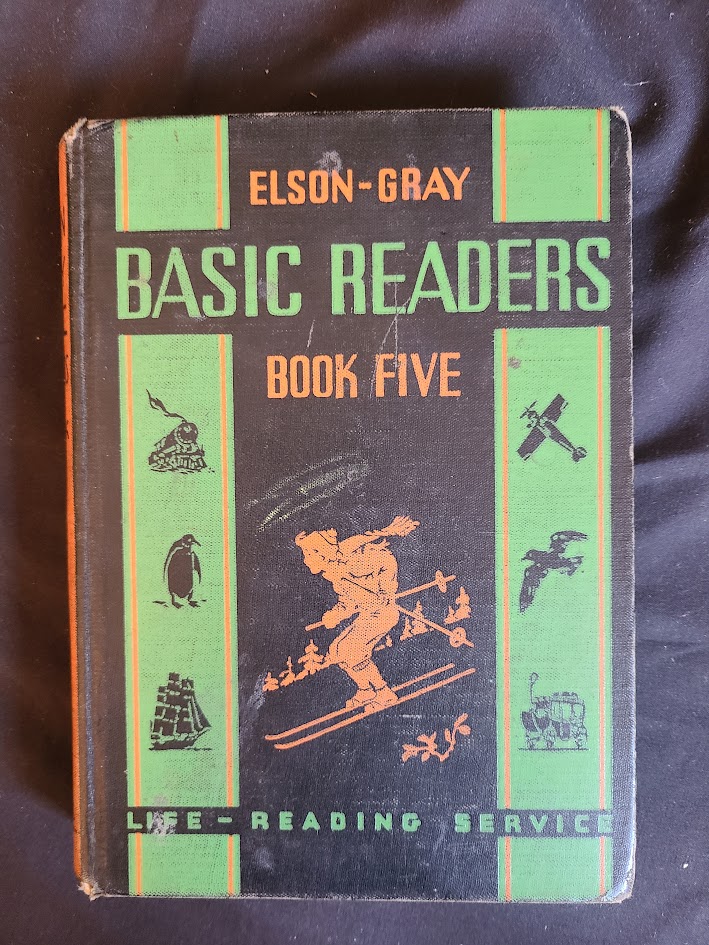 ELSON-GRAY
BASIC READERS
BOOK FIVE
LIFE-READING SERVICE